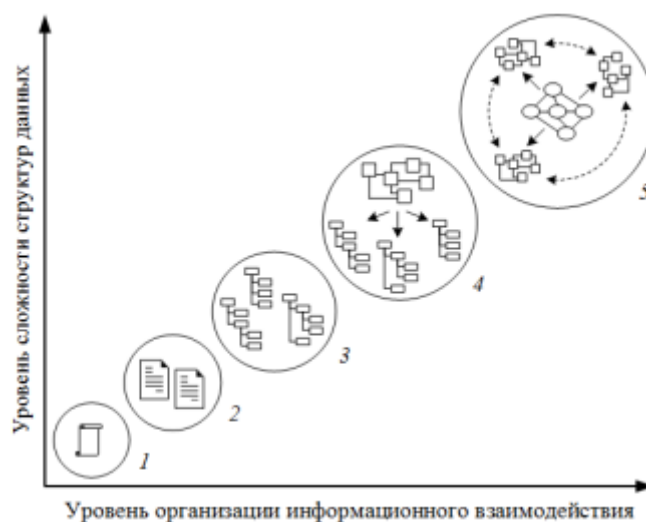 Уровень сложности структур данных
5
4
3
2
1
Уровень организации информационного взаимодействия